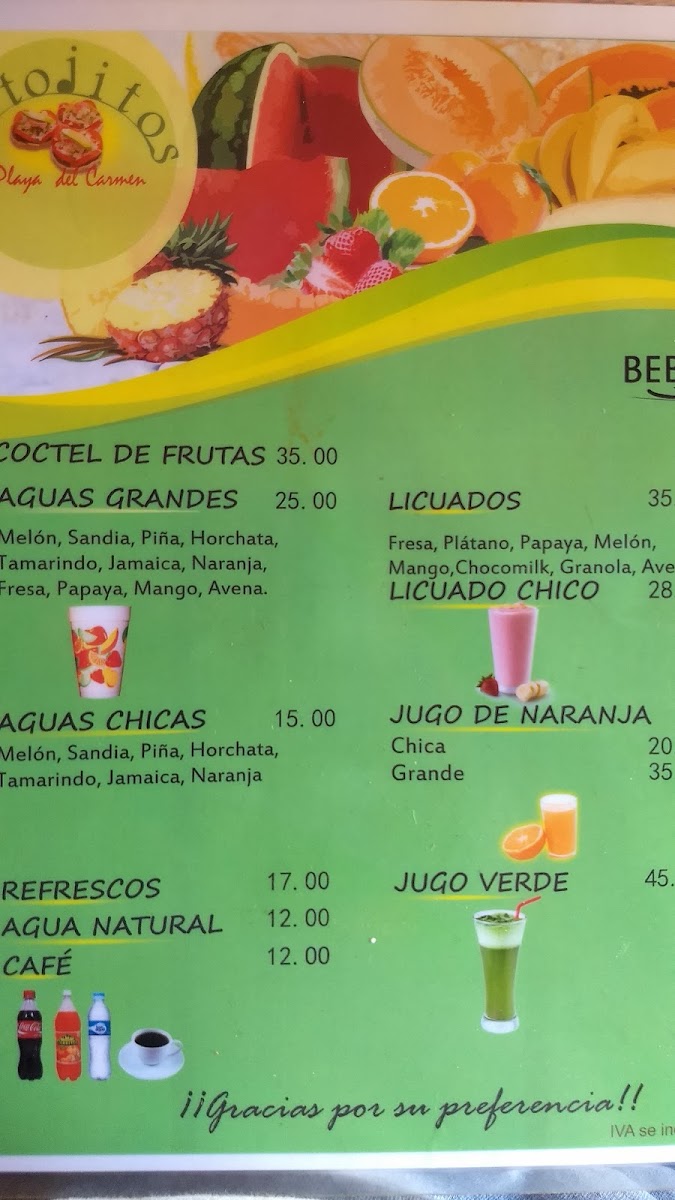 tojitos
Playa del Carmen
BEB
COCTEL DE FRUTAS 35.00
AGUAS GRANDES 25.00
Melón, Sandia, Piña, Horchata,
Tamarindo, Jamaica, Naranja,
Fresa, Papaya, Mango, Avena.
AGUAS CHICAS 15.00
Melón, Sandia, Piña, Horchata,
Tamarindo, Jamaica, Naranja
REFRESCOS 17.00
AGUA NATURAL 12.00
CAFÉ 12.00
LICUADOS 35
Fresa, Plátano, Papaya, Melón,
Mango,Chocomilk, Granola, Ave
LICUADO CHICO 28
JUGO DE NARANJA
Chica 20
Grande 35
JUGO VERDE 45.
Coca-Cola
¡¡Gracias por su preferencia!!
IVA se in